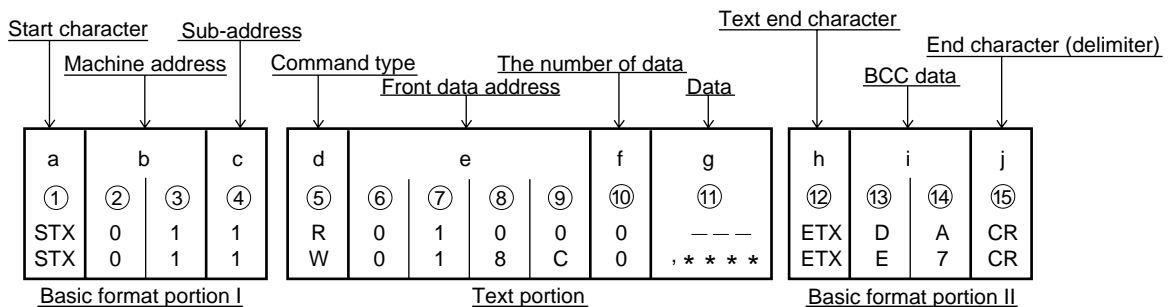 Text end character
Start character Sub-address
End character (delimiter)
Machine address Command type The number of data
BCC data
Front data address Data
a b c d e f g h i j
① ② ③ ④ ⑤ ⑥ ⑦ ⑧ ⑨ ⑩ ⑪ ⑫ ⑬ ⑭ ⑮
STX 0 1 1 R 0 1 0 0 0 ––– ETX D A CR
STX 0 1 1 W 0 1 8 C 0 ,**** ETX E 7 CR
Basic format portion I Text portion Basic format portion II